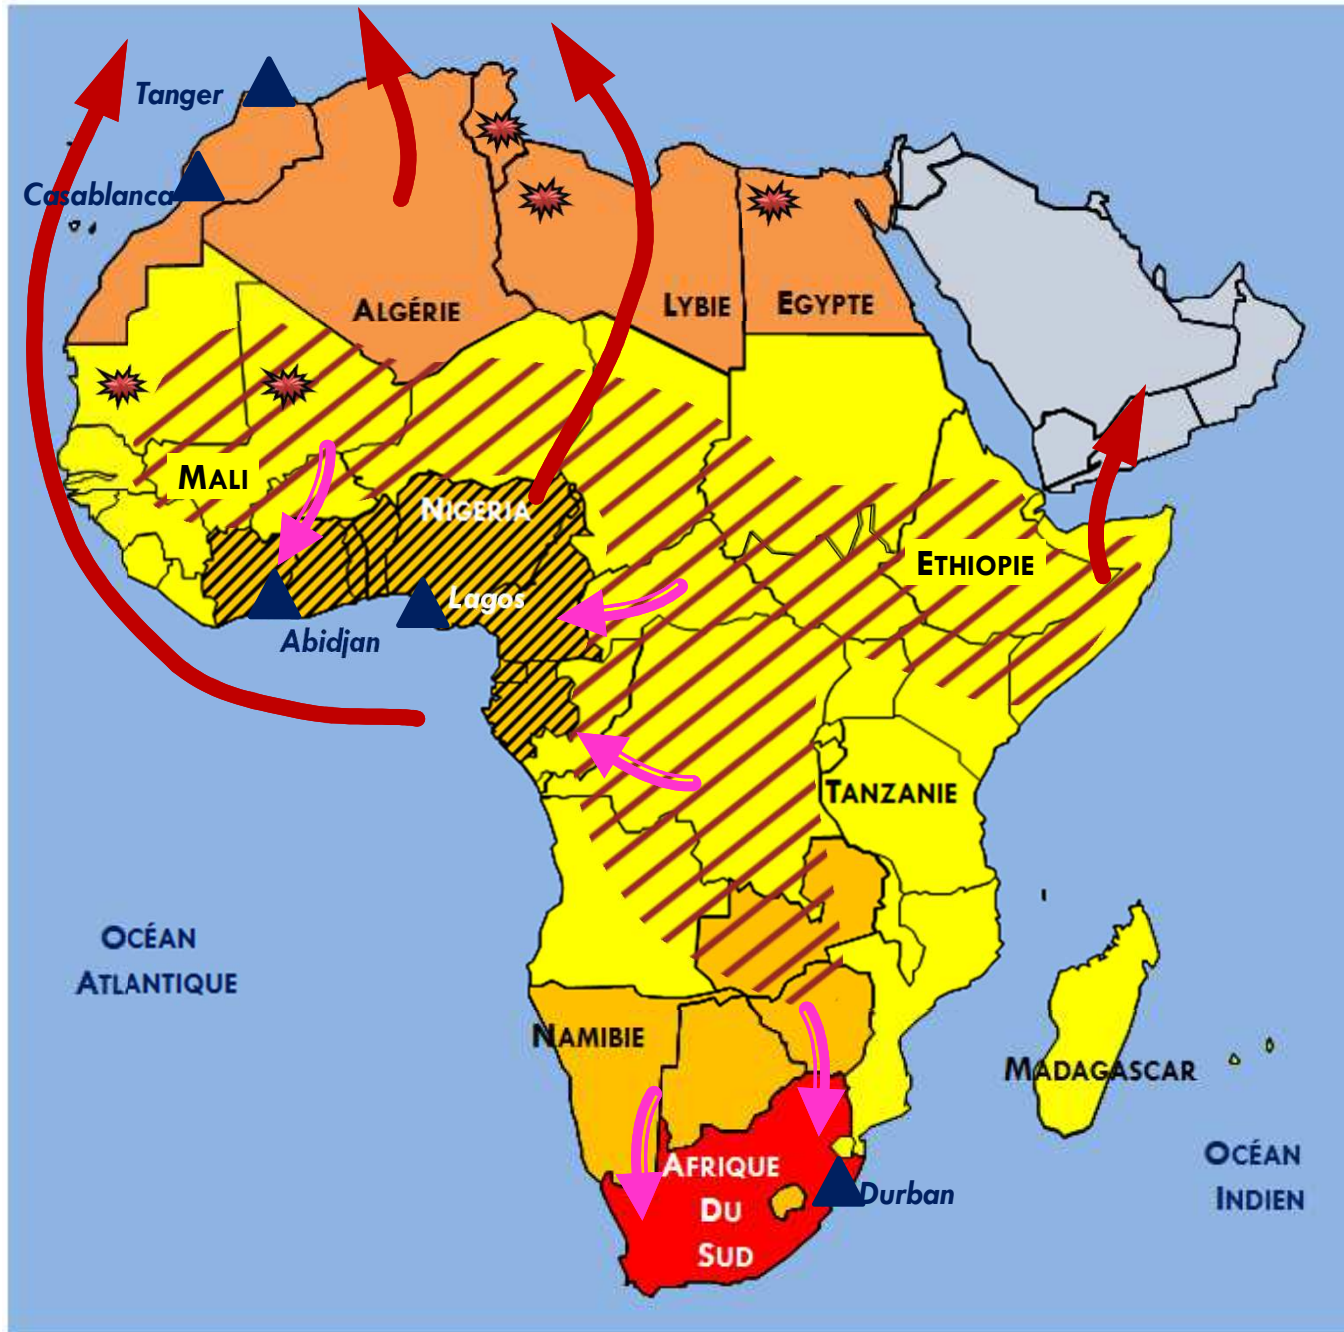 Tanger
Casablanca
ALGÉRIE
LYBIE
EGYPTE
MALI
NIGERIA
ETHIOPIE
Lagos
Abidjan
TANZANIE
OCÉAN
ATLANTIQUE
NAMIBIE
MADAGASCAR
AFRIQUE
DU
SUD
Durban
OCÉAN
INDIEN